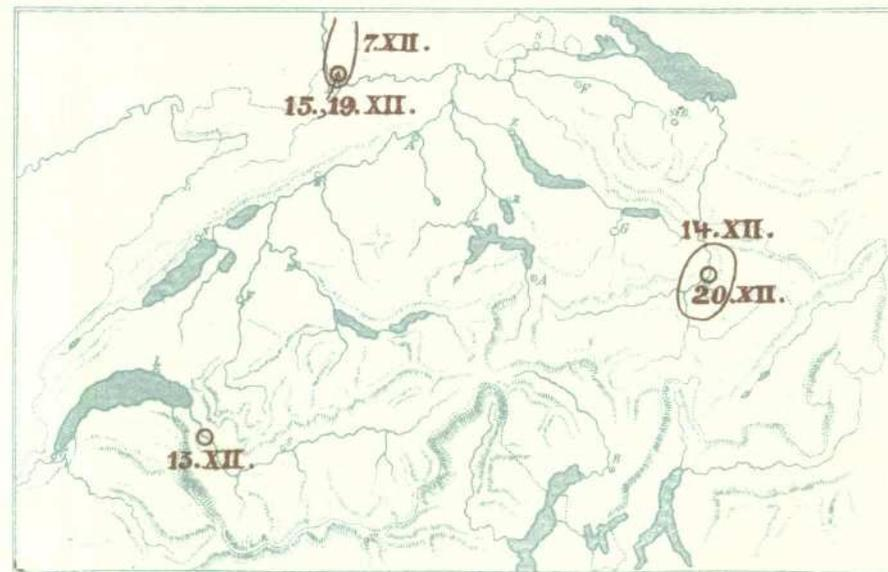 7.XII.
15., 19. XII.
14. XII.
20. XII.
13. XII.
S
F
Z
A
N
G
A
L
B